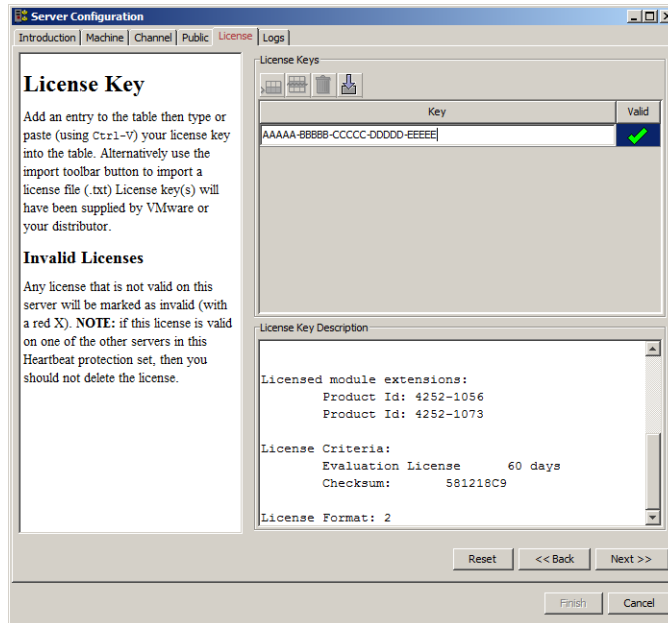 Server Configuration
Introduction Machine Channel Public License Logs
License Key
Add an entry to the table then type or
paste (using Ctrl-V) your license key
into the table. Alternatively use the
import toolbar button to import a
license file (.txt) License key(s) will
have been supplied by VMware or
your distributor.
Invalid Licenses
Any license that is not valid on this
server will be marked as invalid (with
a red X). NOTE: if this license is valid
on one of the other servers in this
Heartbeat protection set, then you
should not delete the license.
License Keys
Key Valid
AAAAA-BBBBB-CCCCC-DDDDD-EEEEE
License Key Description
Licensed module extensions:
Product Id: 4252-1056
Product Id: 4252-1073
License Criteria:
Evaluation License 60 days
Checksum: 581218C9
License Format: 2
Reset << Back Next >>
Finish Cancel